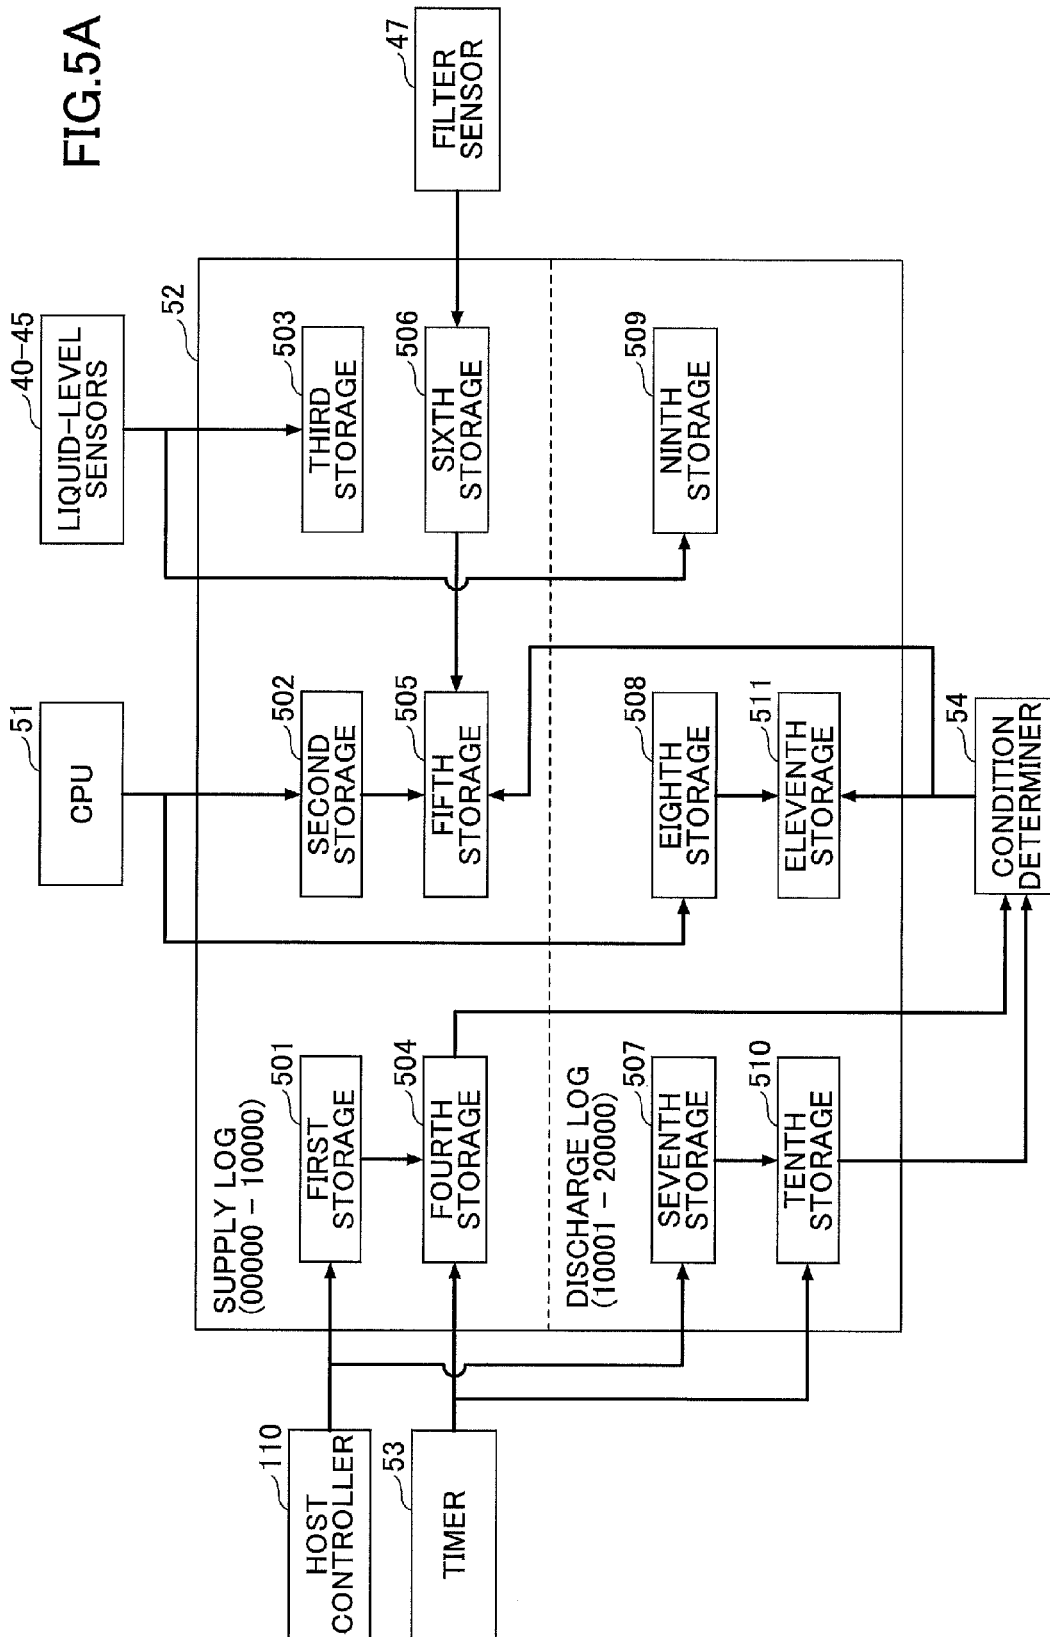 FIG.5A
51
CPU
40-45
LIQUID-LEVEL
SENSORS
52
110
HOST
CONTROLLER
53
TIMER
47
FILTER
SENSOR
SUPPLY LOG
(00000 - 10000)
501
FIRST
STORAGE
502
SECOND
STORAGE
503
THIRD
STORAGE
504
FOURTH
STORAGE
505
FIFTH
STORAGE
506
SIXTH
STORAGE
DISCHARGE LOG
(10001 - 20000)
507
SEVENTH
STORAGE
508
EIGHTH
STORAGE
509
NINTH
STORAGE
510
TENTH
STORAGE
511
ELEVENTH
STORAGE
54
CONDITION
DETERMINER